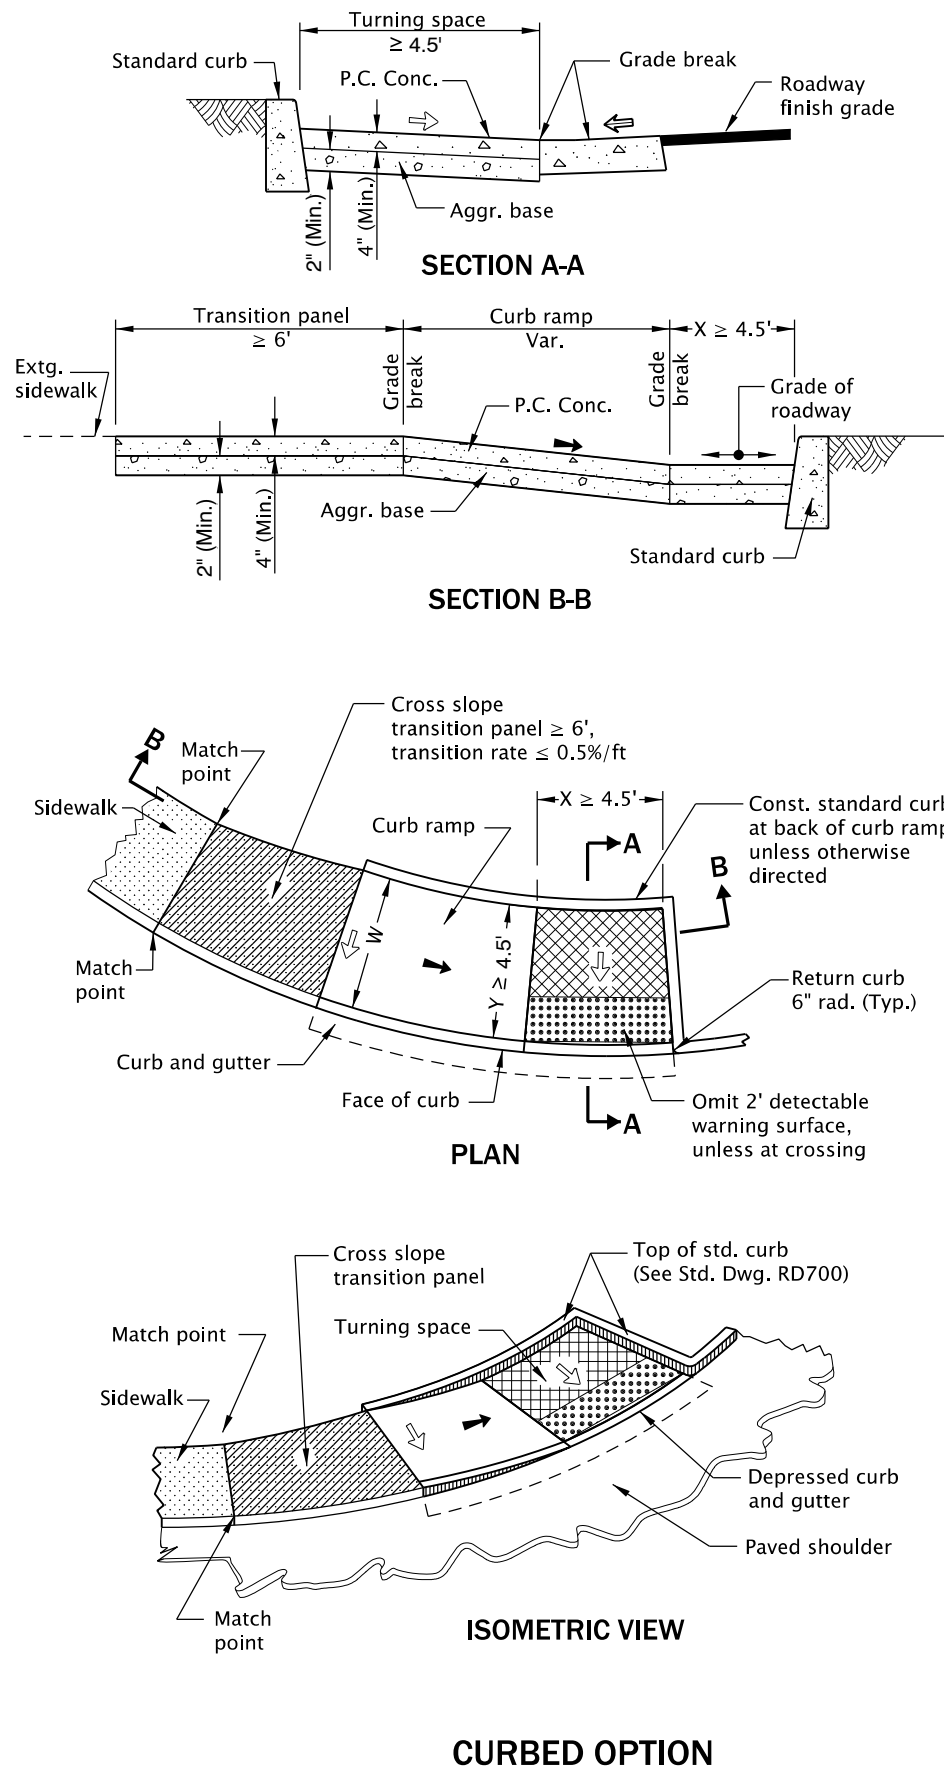 Turning space
≥ 4.5'
Standard curb
P.C. Conc.
Grade break
Roadway
finish grade
2" (Min.)
4" (Min.)
Aggr. base
SECTION A-A
Transition panel
≥ 6'
Curb ramp
Var.
X ≥ 4.5'
Extg.
sidewalk
Grade
break
Grade
break
P.C. Conc.
Grade of
roadway
2" (Min.)
4" (Min.)
Aggr. base
Standard curb
SECTION B-B
Cross slope
transition panel ≥ 6',
transition rate ≤ 0.5%/ft
B
Match
point
Sidewalk
Curb ramp
X ≥ 4.5'
Const. standard curb
at back of curb ramp
unless otherwise
directed
A
B
W
Y ≥ 4.5'
Match
point
Return curb
6" rad. (Typ.)
Curb and gutter
Face of curb
A
Omit 2' detectable
warning surface,
unless at crossing
PLAN
Cross slope
transition panel
Top of std. curb
(See Std. Dwg. RD700)
Match point
Turning space
Sidewalk
Depressed curb
and gutter
Paved shoulder
Match
point
ISOMETRIC VIEW
CURBED OPTION